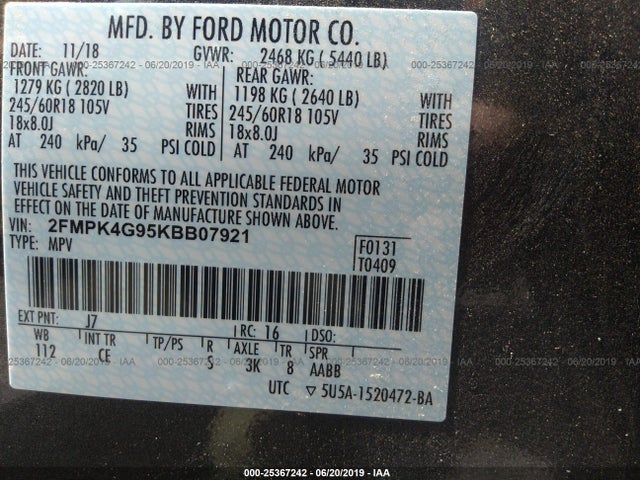 MFD. BY FORD MOTOR CO.
DATE: 11/18 GVWR: 2468 KG ( 5440 LB)
FRONT GAWR: REAR GAWR:
1279 KG ( 2820 LB) WITH 1198 KG ( 2640 LB) WITH
245/60R18 105V TIRES 245/60R18 105V TIRES
18x8.0J RIMS 18x8.0J RIMS
AT 240 kPa/ 35 PSI COLD AT 240 kPa/ 35 PSI COLD
THIS VEHICLE CONFORMS TO ALL APPLICABLE FEDERAL MOTOR
VEHICLE SAFETY AND THEFT PREVENTION STANDARDS IN
EFFECT ON THE DATE OF MANUFACTURE SHOWN ABOVE.
VIN: 2FMPK4G95KBB07921
TYPE: MPV
F0131
T0409
EXT PNT: J7 RC: 16 DSO:
WB INT TR TP/PS R AXLE TR SPR
112 CE S 3K 8 AABB
UTC ▽ 5U5A-1520472-BA
000-25367242 - 06/20/2019 - IAA